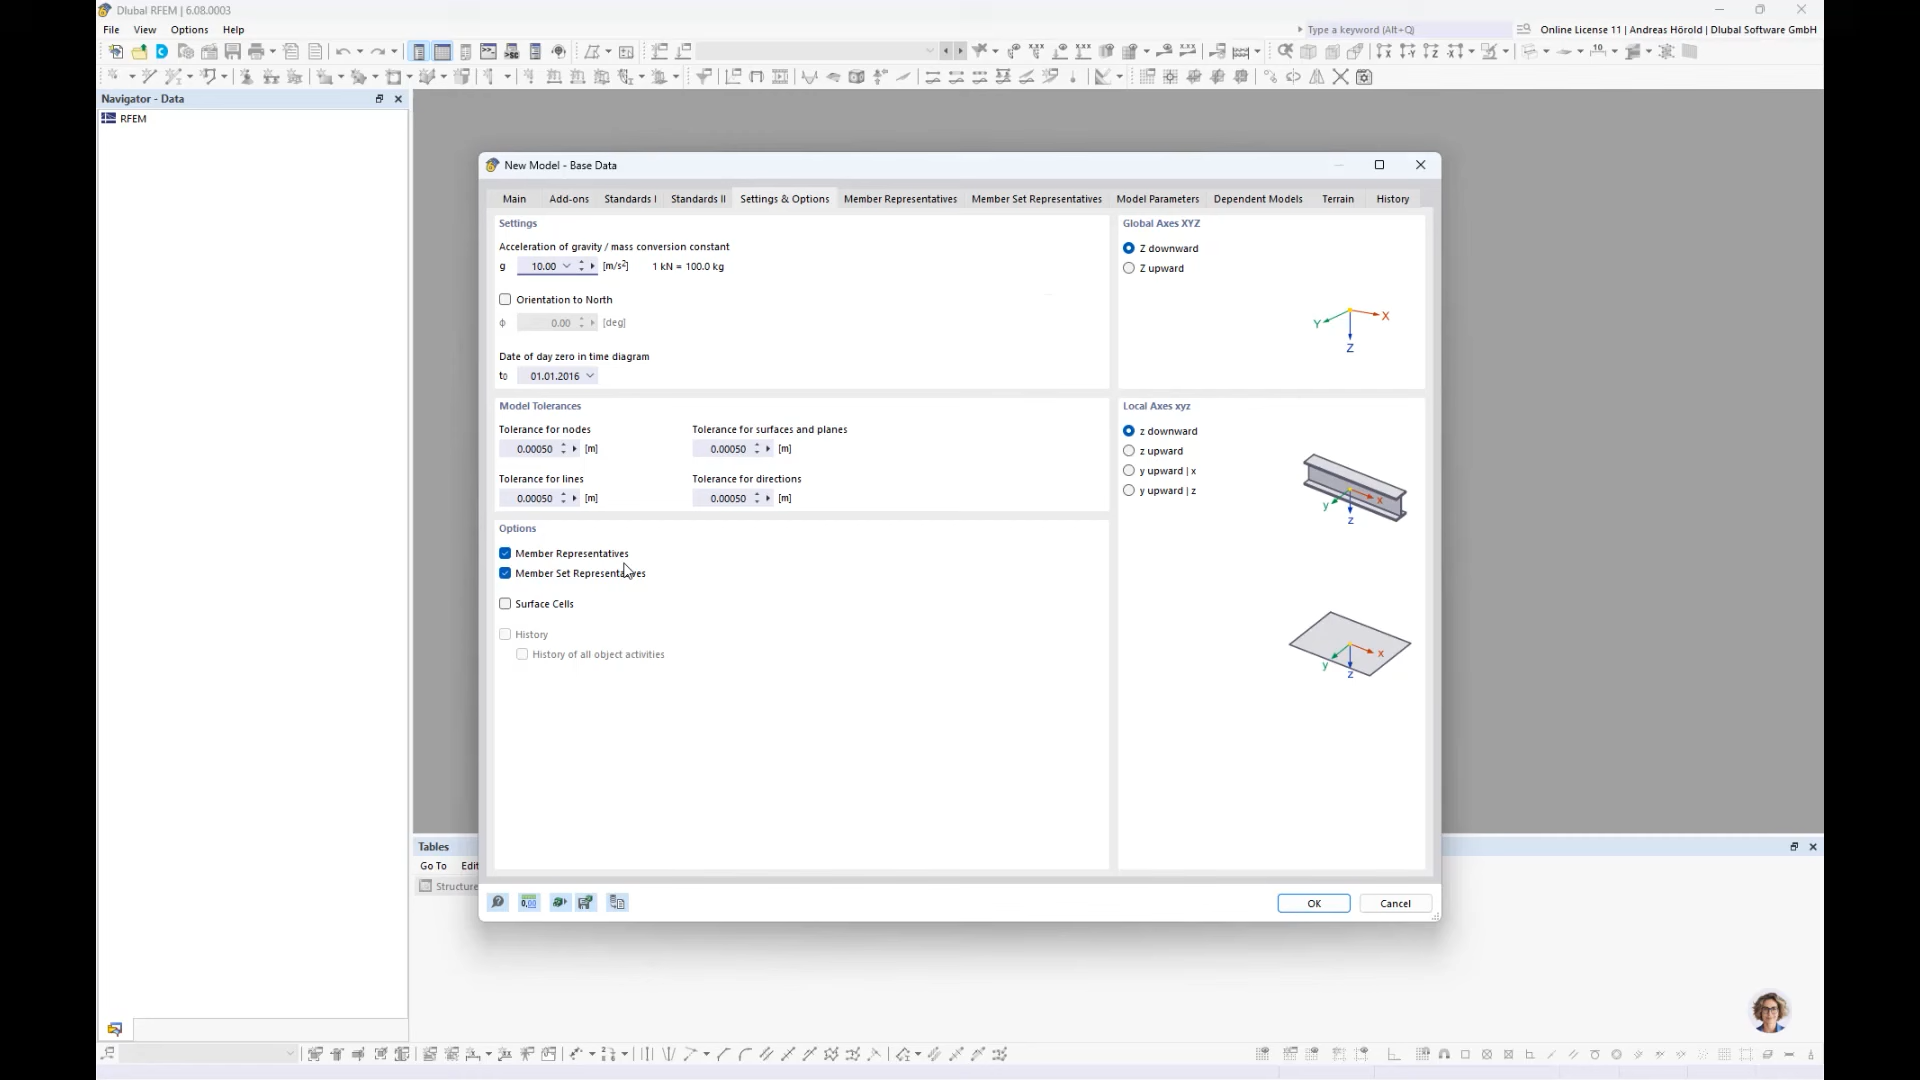 Dlubal RFEM | 6.08.0003
File View Options Help
Type a keyword (Alt+Q)
Online License 11 | Andreas Hörold | Dlubal Software GmbH
Navigator - Data
RFEM
New Model - Base Data
Main Add-ons Standards I Standards II Settings & Options Member Representatives Member Set Representatives Model Parameters Dependent Models Terrain History
Settings
Acceleration of gravity / mass conversion constant
g 10.00 [m/s²] 1 kN = 100.0 kg
Orientation to North
ϕ 0.00 [deg]
Date of day zero in time diagram
t0 01.01.2016
Global Axes XYZ
Z downward
Z upward
X
Y
Z
Model Tolerances
Tolerance for nodes Tolerance for surfaces and planes
0.00050 [m] 0.00050 [m]
Tolerance for lines Tolerance for directions
0.00050 [m] 0.00050 [m]
Local Axes xyz
z downward
z upward
y upward | x
y upward | z
x
y
z
x
y
z
Options
Member Representatives
Member Set Representatives
Surface Cells
History
History of all object activities
OK Cancel
Tables
Go To Edit
Structure